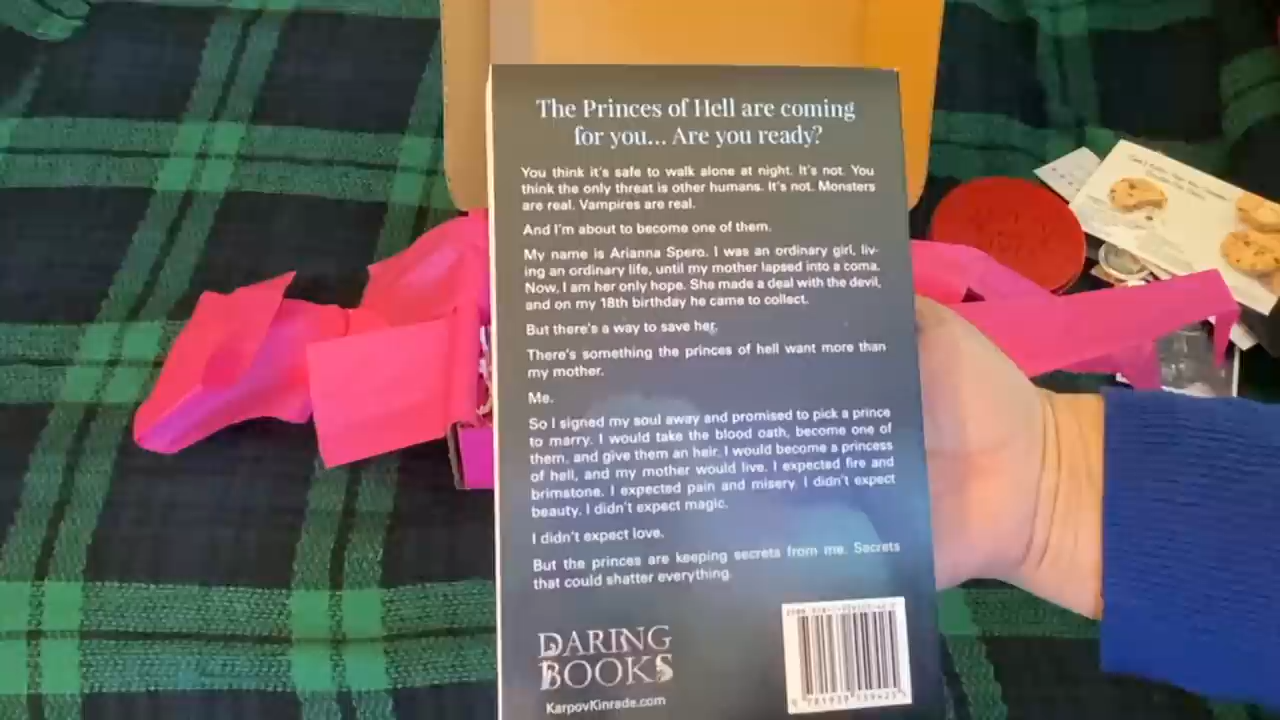 The Princes of Hell are coming
for you... Are you ready?
You think it's safe to walk alone at night. It's not. You
think the only threat is other humans. It's not. Monsters
are real. Vampires are real.
And I'm about to become one of them.
My name is Arianna Spero. I was an ordinary girl, liv-
ing an ordinary life, until my mother lapsed into a coma.
Now, I am her only hope. She made a deal with the devil,
and on my 18th birthday he came to collect.
But there's a way to save her.
There's something the princes of hell want more than
my mother.
Me.
So I signed my soul away and promised to pick a prince
to marry. I would take the blood oath, become one of
them, and give them an heir. I would become a princess
of hell, and my mother would live. I expected fire and
brimstone. I expected pain and misery. I didn't expect
beauty. I didn't expect magic.
I didn't expect love.
But the princes are keeping secrets from me. Secrets
that could shatter everything.
DARING
BOOKS
KarpovKinrade.com